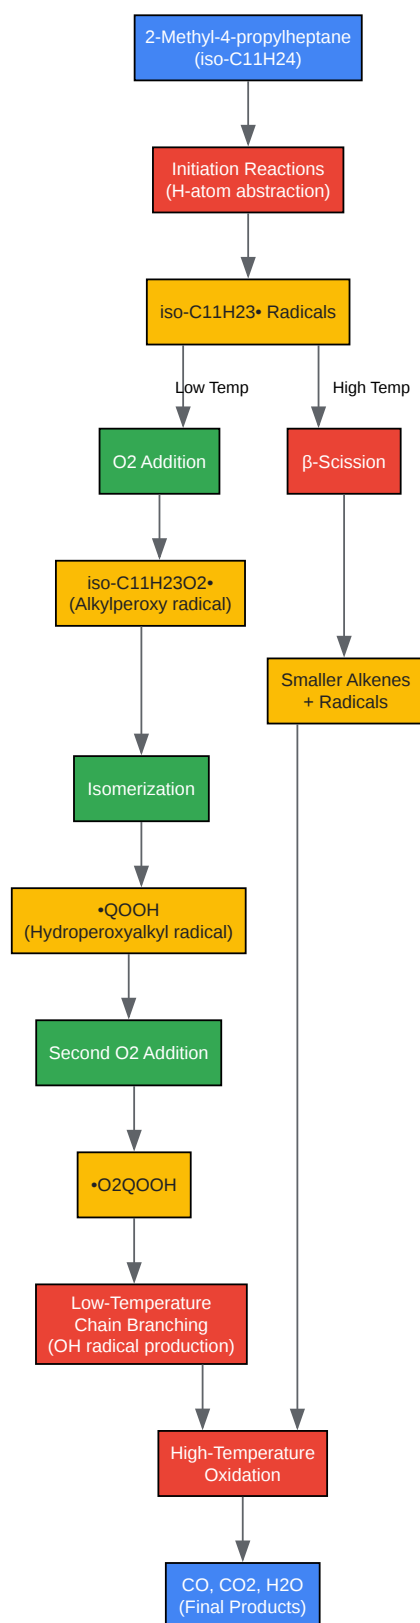 2-Methyl-4-propylheptane
(iso-C11H24)
Initiation Reactions
(H-atom abstraction)
iso-C11H23• Radicals
Low Temp
High Temp
O2 Addition
β-Scission
iso-C11H23O2•
(Alkylperoxy radical)
Smaller Alkenes
+ Radicals
Isomerization
•QOOH
(Hydroperoxyalkyl radical)
Second O2 Addition
•O2QOOH
Low-Temperature
Chain Branching
(OH radical production)
High-Temperature
Oxidation
CO, CO2, H2O
(Final Products)